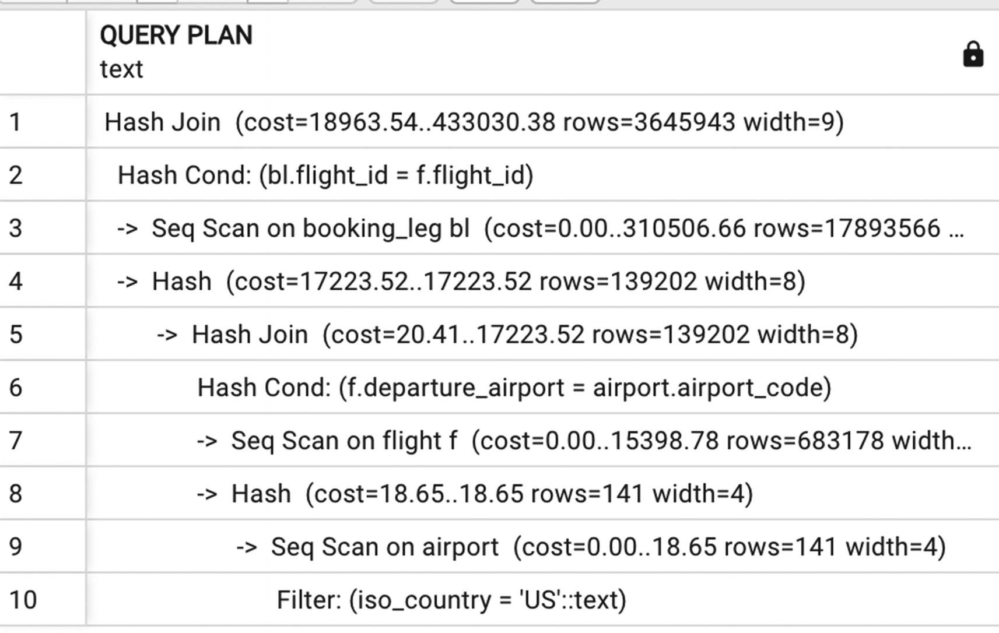 QUERY PLAN
text
1 Hash Join (cost=18963.54..433030.38 rows=3645943 width=9)
2 Hash Cond: (bl.flight_id = f.flight_id)
3 -> Seq Scan on booking_leg bl (cost=0.00..310506.66 rows=17893566 ...
4 -> Hash (cost=17223.52..17223.52 rows=139202 width=8)
5 -> Hash Join (cost=20.41..17223.52 rows=139202 width=8)
6 Hash Cond: (f.departure_airport = airport.airport_code)
7 -> Seq Scan on flight f (cost=0.00..15398.78 rows=683178 width...
8 -> Hash (cost=18.65..18.65 rows=141 width=4)
9 -> Seq Scan on airport (cost=0.00..18.65 rows=141 width=4)
10 Filter: (iso_country = 'US'::text)